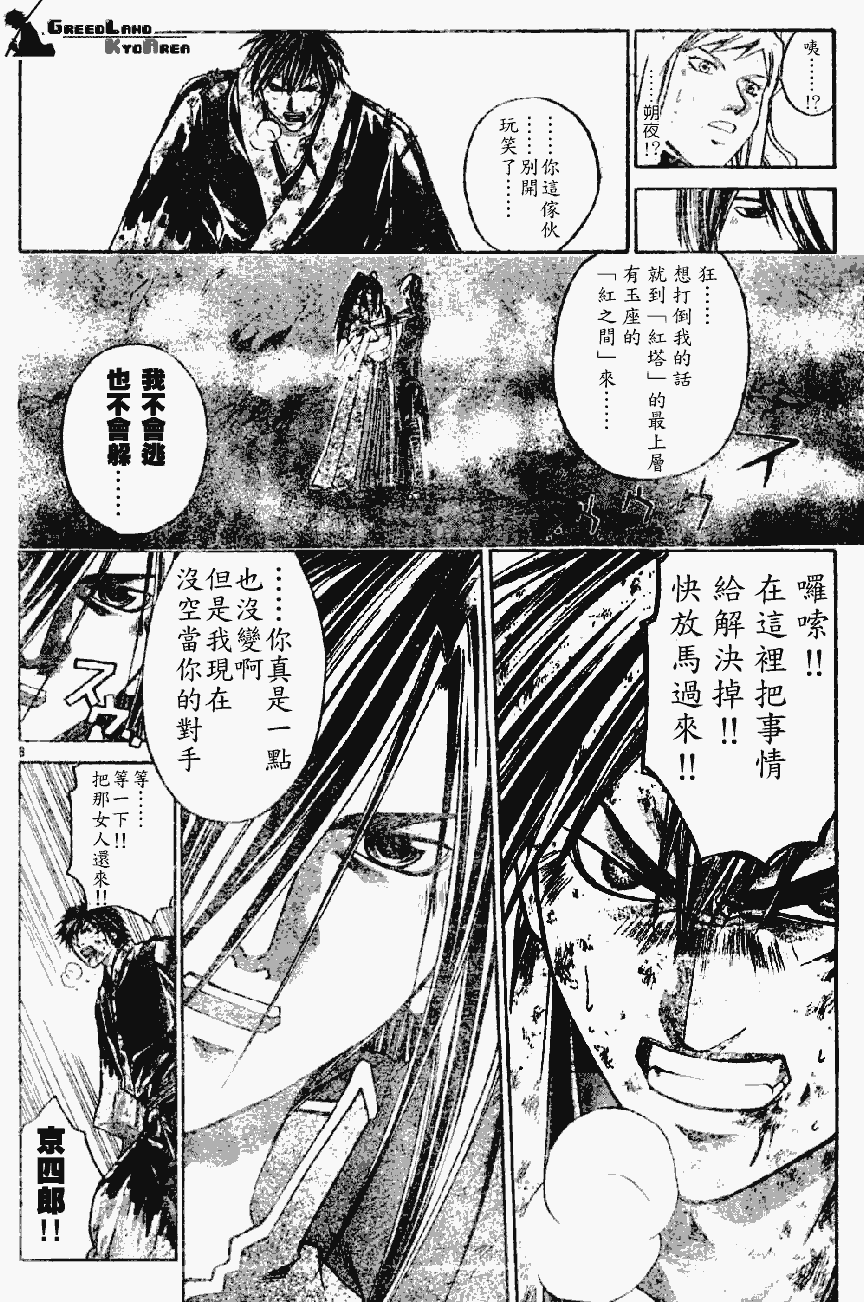 GREEDLAND
KYOAREA
咦……!?
……朔夜!?
……你這傢伙
別開
玩笑了……
狂……
想打倒我的話
就到「紅塔」的最上層
有玉座的
「紅之間」來……
我不會逃
也不會躲……
スウウ
囉嗦!!
在這裡把事情
給解決掉!!
快放馬過來!!
……你真是一點
也沒變啊
但是我現在
沒空當你的對手
スウ…
等……
等一下!!
把那女人還來!!
京四郎!!